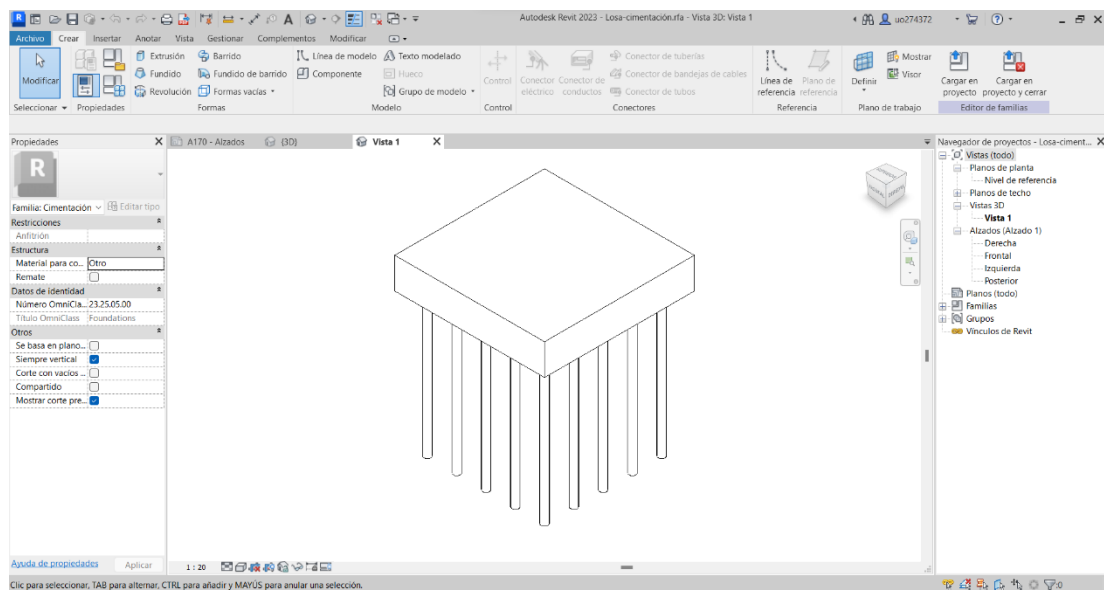 Autodesk Revit 2023 - Losa-cimentación.rfa - Vista 3D: Vista 1
uo274372
Archivo Crear Insertar Anotar Vista Gestionar Complementos Modificar
Modificar
Seleccionar
Propiedades
Extrusión Barrido
Fundido Fundido de barrido
Revolución Formas vacías
Formas
Línea de modelo Texto modelado
Componente Hueco
Grupo de modelo
Modelo
Control
Control
Conector eléctrico
Conector de conductos
Conector de tuberías
Conector de bandejas de cables
Conector de tubos
Conectores
Línea de referencia
Plano de referencia
Referencia
Definir
Mostrar
Visor
Plano de trabajo
Cargar en proyecto
Cargar en proyecto y cerrar
Editor de familias
Propiedades
R
Familia: Cimentación Editar tipo
Restricciones
Anfitrión
Estructura
Material para co... Otro
Remate
Datos de identidad
Número OmniCla... 23.25.05.00
Título OmniClass Foundations
Otros
Se basa en plano...
Siempre vertical
Corte con vacíos ...
Compartido
Mostrar corte pre...
Ayuda de propiedades Aplicar
A170 - Alzados {3D} Vista 1
1 : 20
Navegador de proyectos - Losa-ciment...
Vistas (todo)
Planos de planta
Nivel de referencia
Planos de techo
Vistas 3D
Vista 1
Alzados (Alzado 1)
Derecha
Frontal
Izquierda
Posterior
Planos (todo)
Familias
Grupos
Vínculos de Revit
Clic para seleccionar, TAB para alternar, CTRL para añadir y MAYÚS para anular una selección.
:0